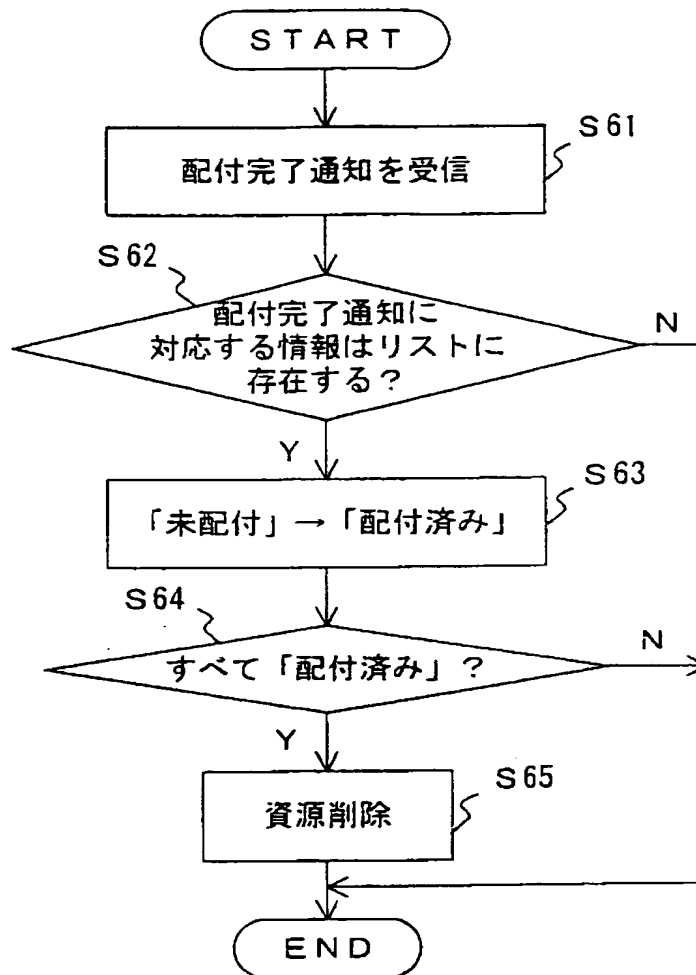 START
S61
配付完了通知を受信
S62
配付完了通知に
対応する情報はリストに
存在する？
N
Y
S63
「未配付」→「配付済み」
S64
すべて「配付済み」？
N
Y
S65
資源削除
END